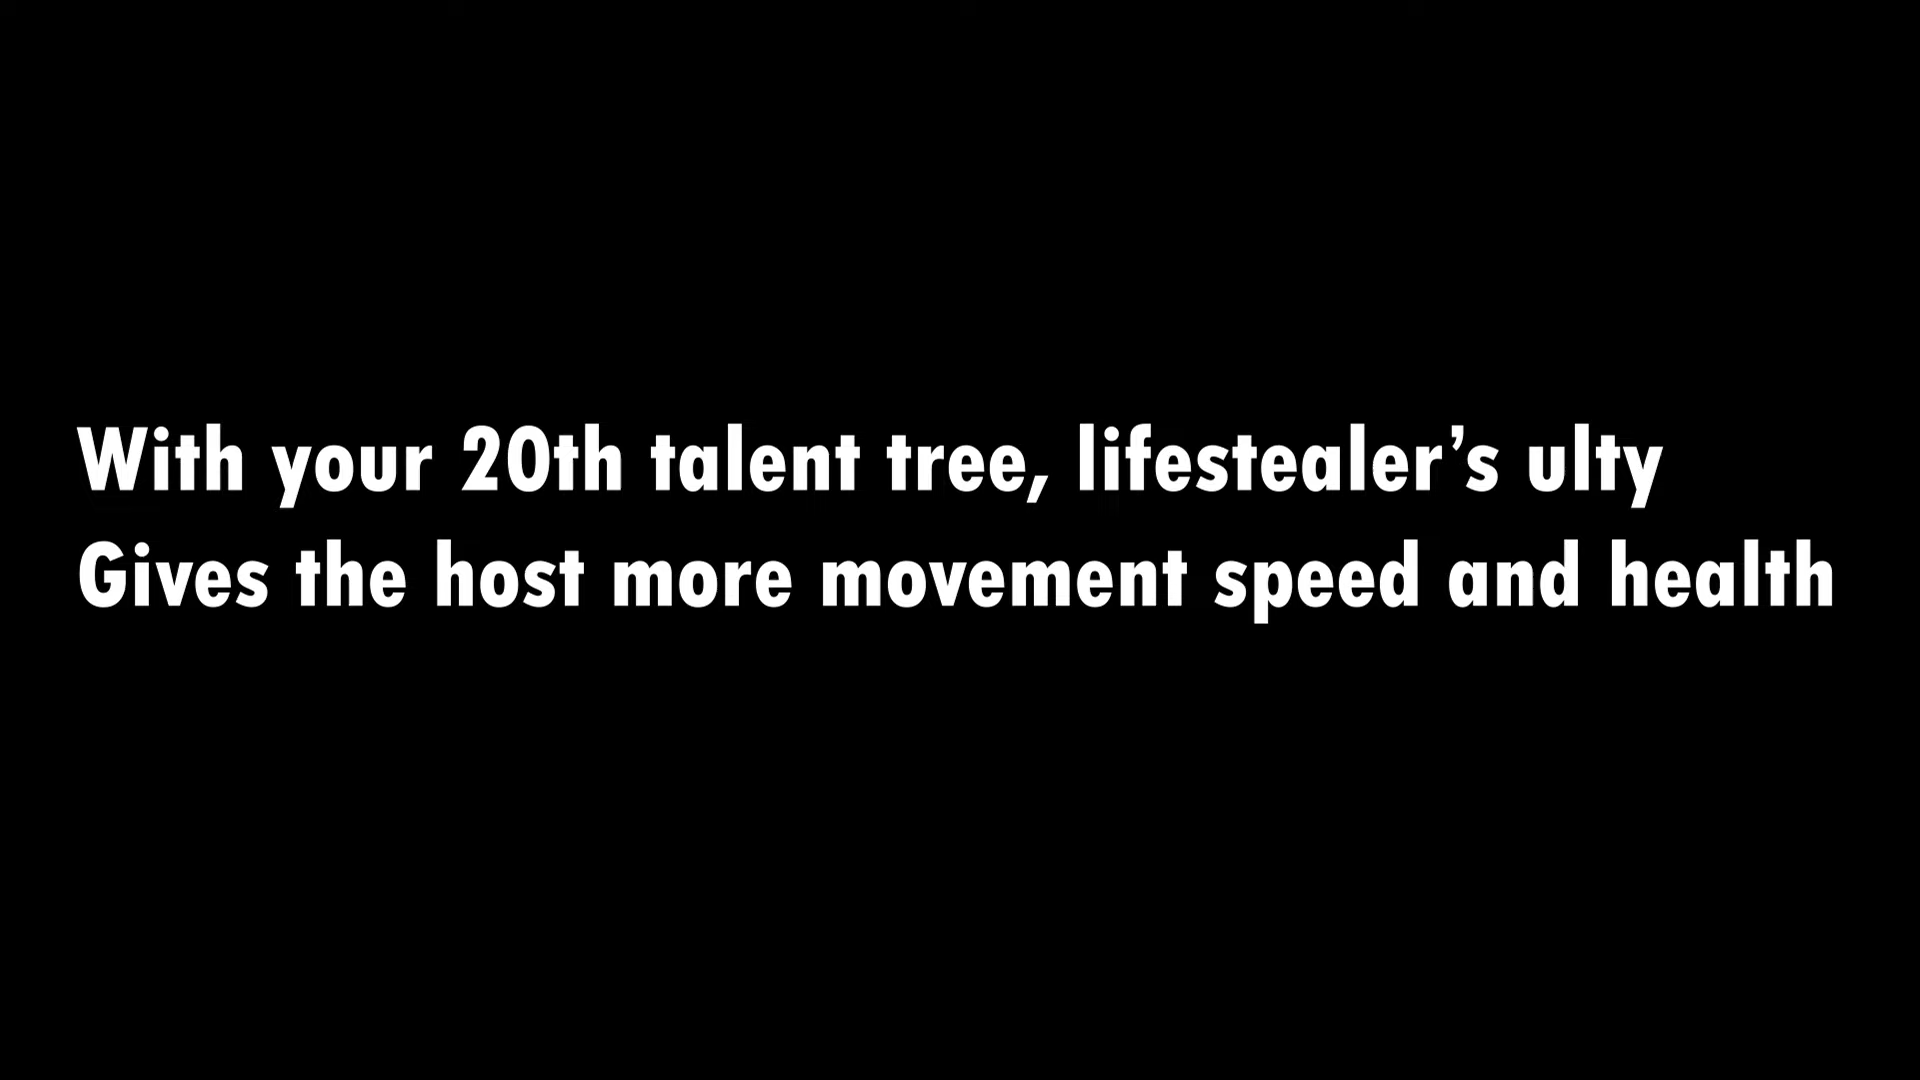 With your 20th talent tree, lifestealer’s ulty
Gives the host more movement speed and health